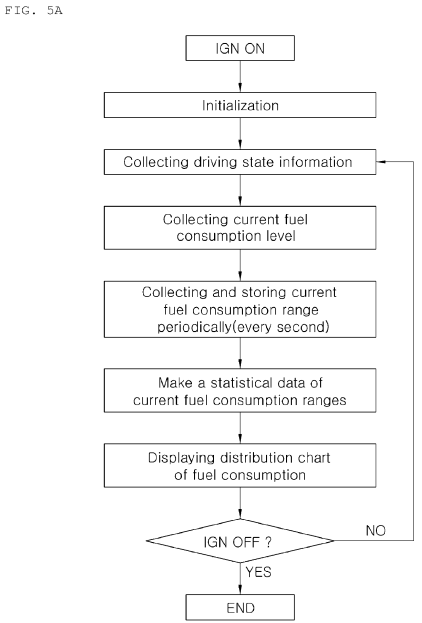 FIG. 5A
IGN ON
Initialization
Collecting driving state information
Collecting current fuel
consumption level
Collecting and storing current
fuel consumption range
periodically(every second)
Make a statistical data of
current fuel consumption ranges
Displaying distribution chart
of fuel consumption
IGN OFF ?
NO
YES
END